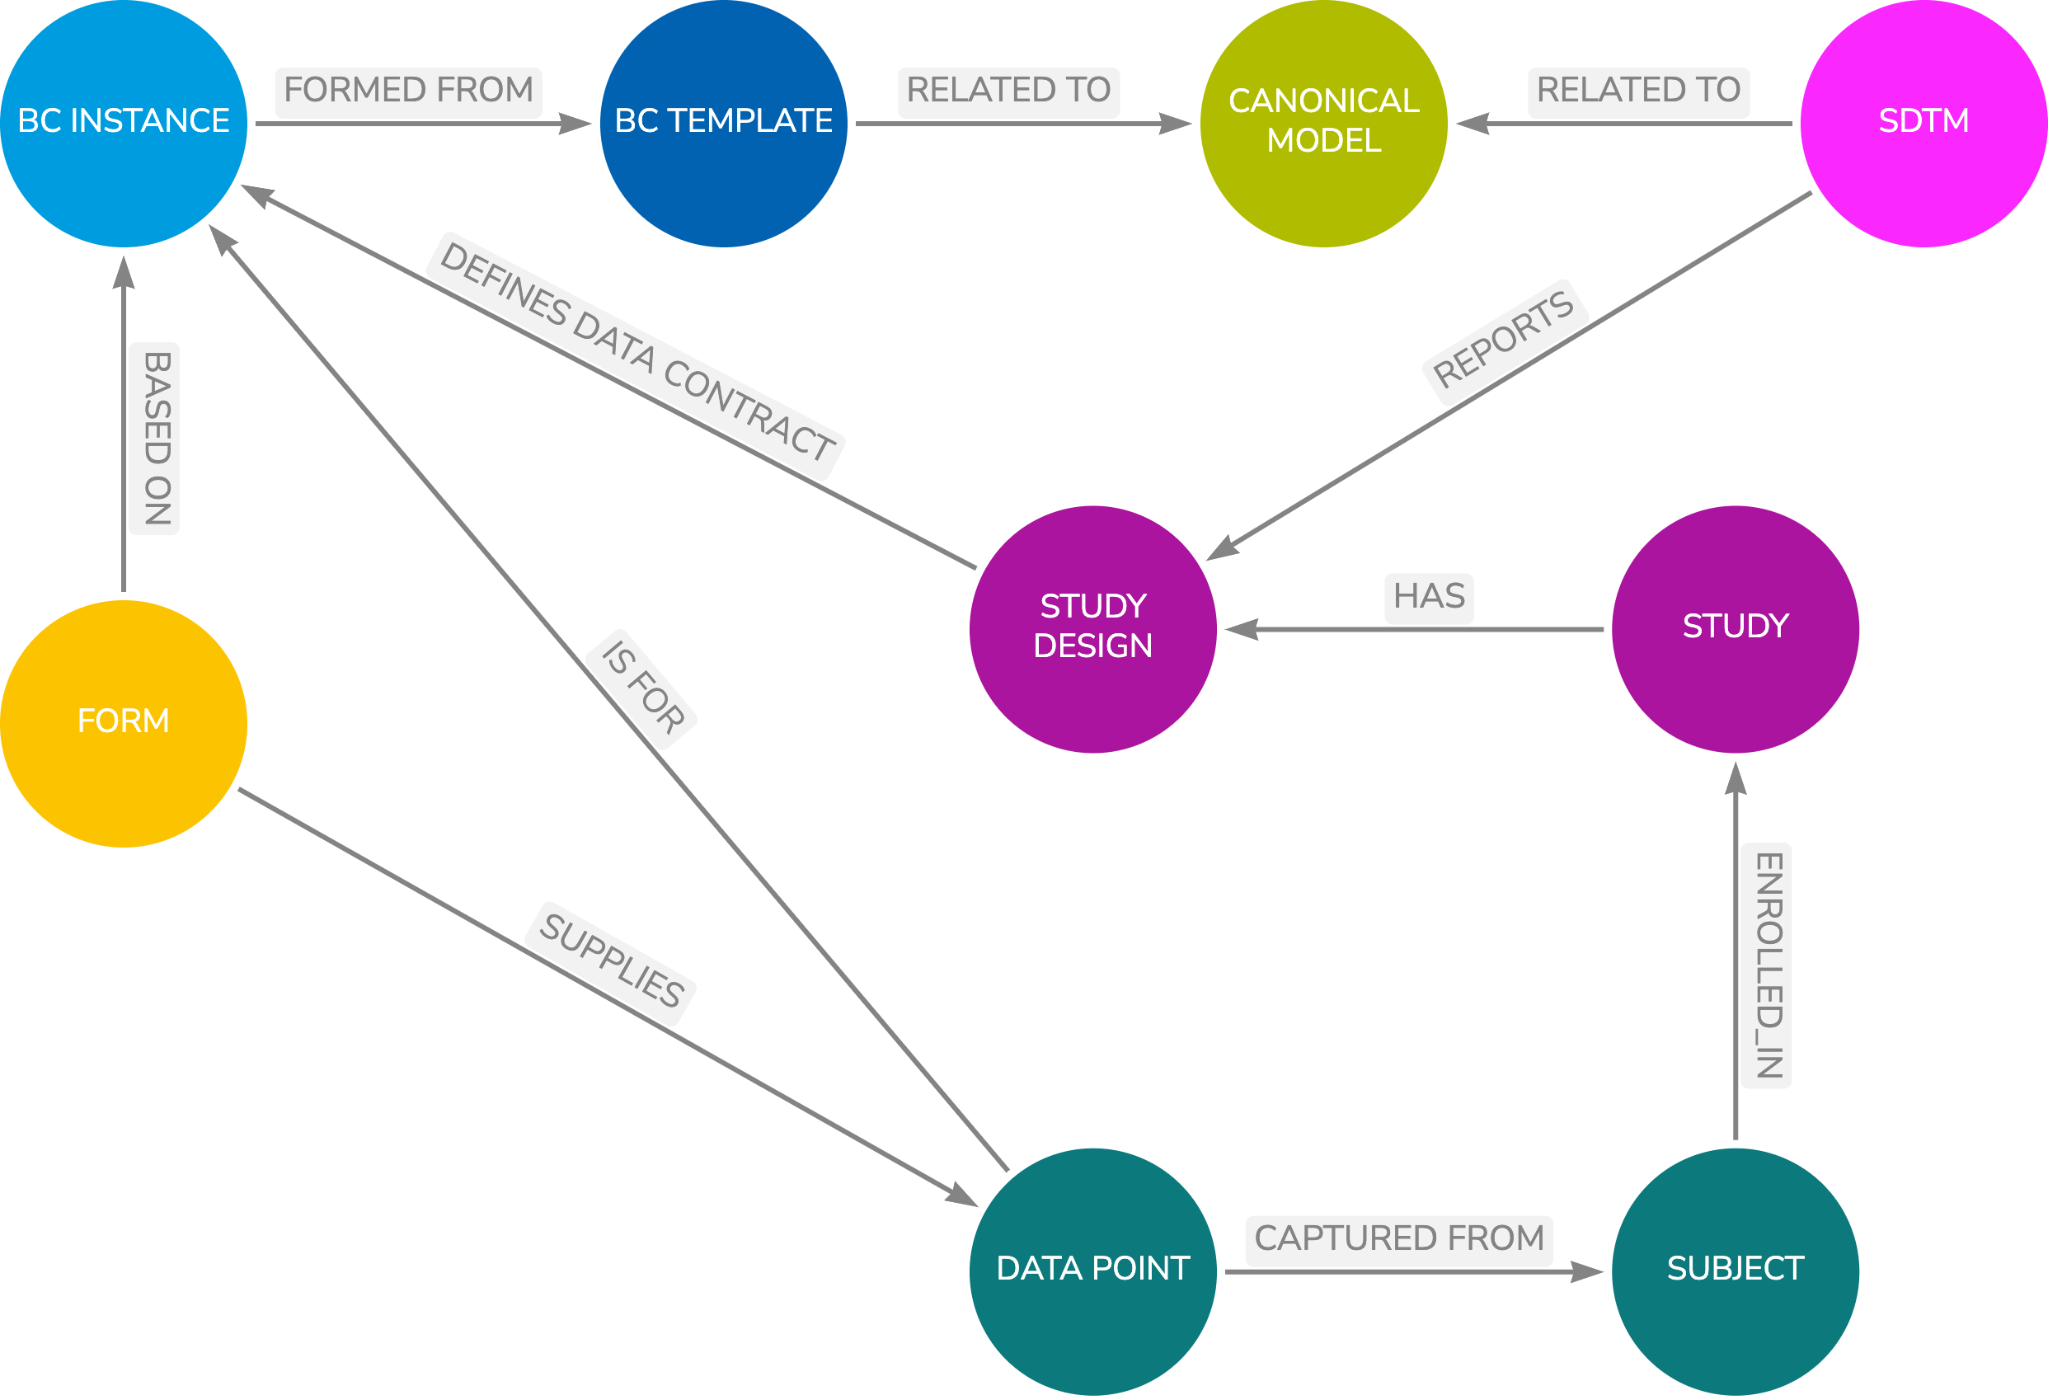 BC INSTANCE
FORMED FROM
BC TEMPLATE
RELATED TO
CANONICAL
MODEL
RELATED TO
SDTM
DEFINES DATA CONTRACT
REPORTS
BASED ON
STUDY
DESIGN
HAS
STUDY
FORM
IS FOR
SUPPLIES
ENROLLED_IN
DATA POINT
CAPTURED FROM
SUBJECT